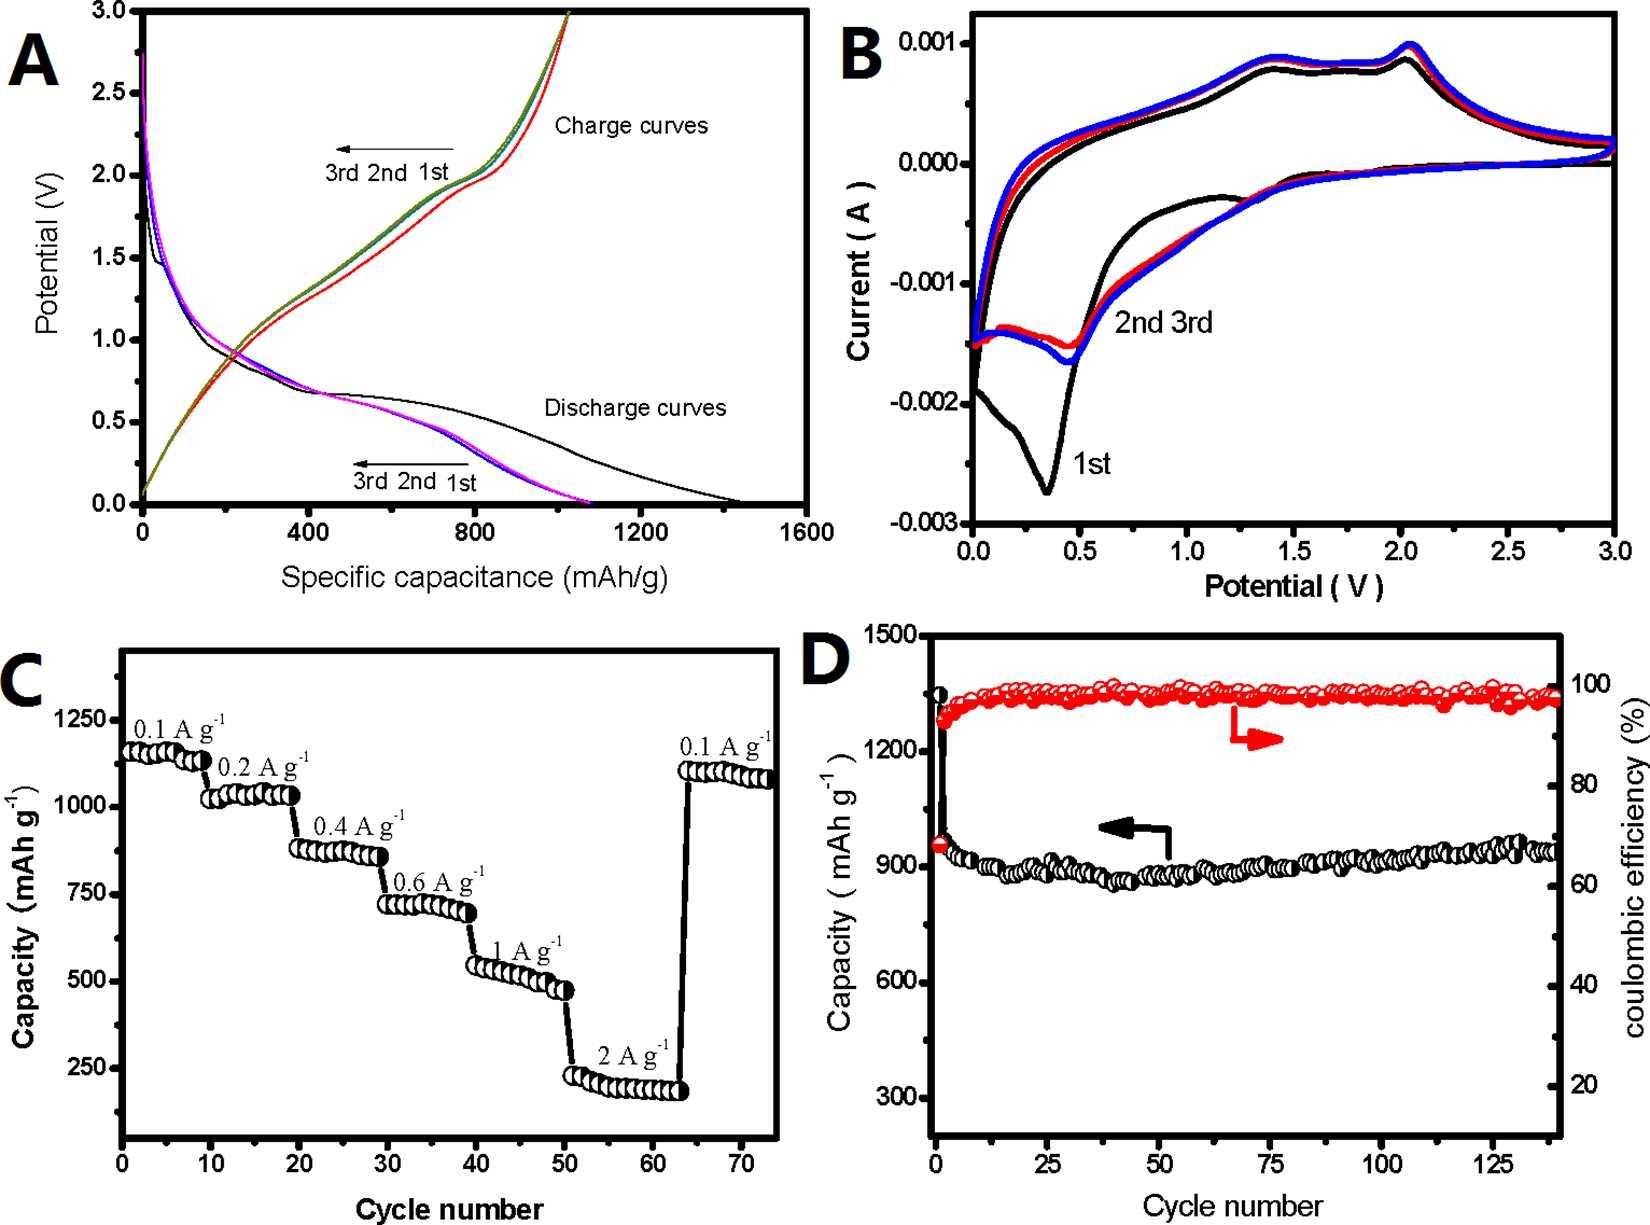 A
3.0
2.5
2.0
1.5
1.0
0.5
0.0
Potential (V)
Charge curves
3rd 2nd 1st
Discharge curves
3rd 2nd 1st
0 400 800 1200 1600
Specific capacitance (mAh/g)
B
0.001
0.000
-0.001
-0.002
-0.003
Current ( A )
2nd 3rd
1st
0.0 0.5 1.0 1.5 2.0 2.5 3.0
Potential ( V )
C
1250
1000
750
500
250
Capacity (mAh g-1)
0.1 A g-1
0.2 A g-1
0.4 A g-1
0.6 A g-1
1 A g-1
2 A g-1
0.1 A g-1
0 10 20 30 40 50 60 70
Cycle number
D
1500
1200
900
600
300
Capacity ( mAh g-1)
100
80
60
40
20
coulombic efficiency (%)
0 25 50 75 100 125
Cycle number